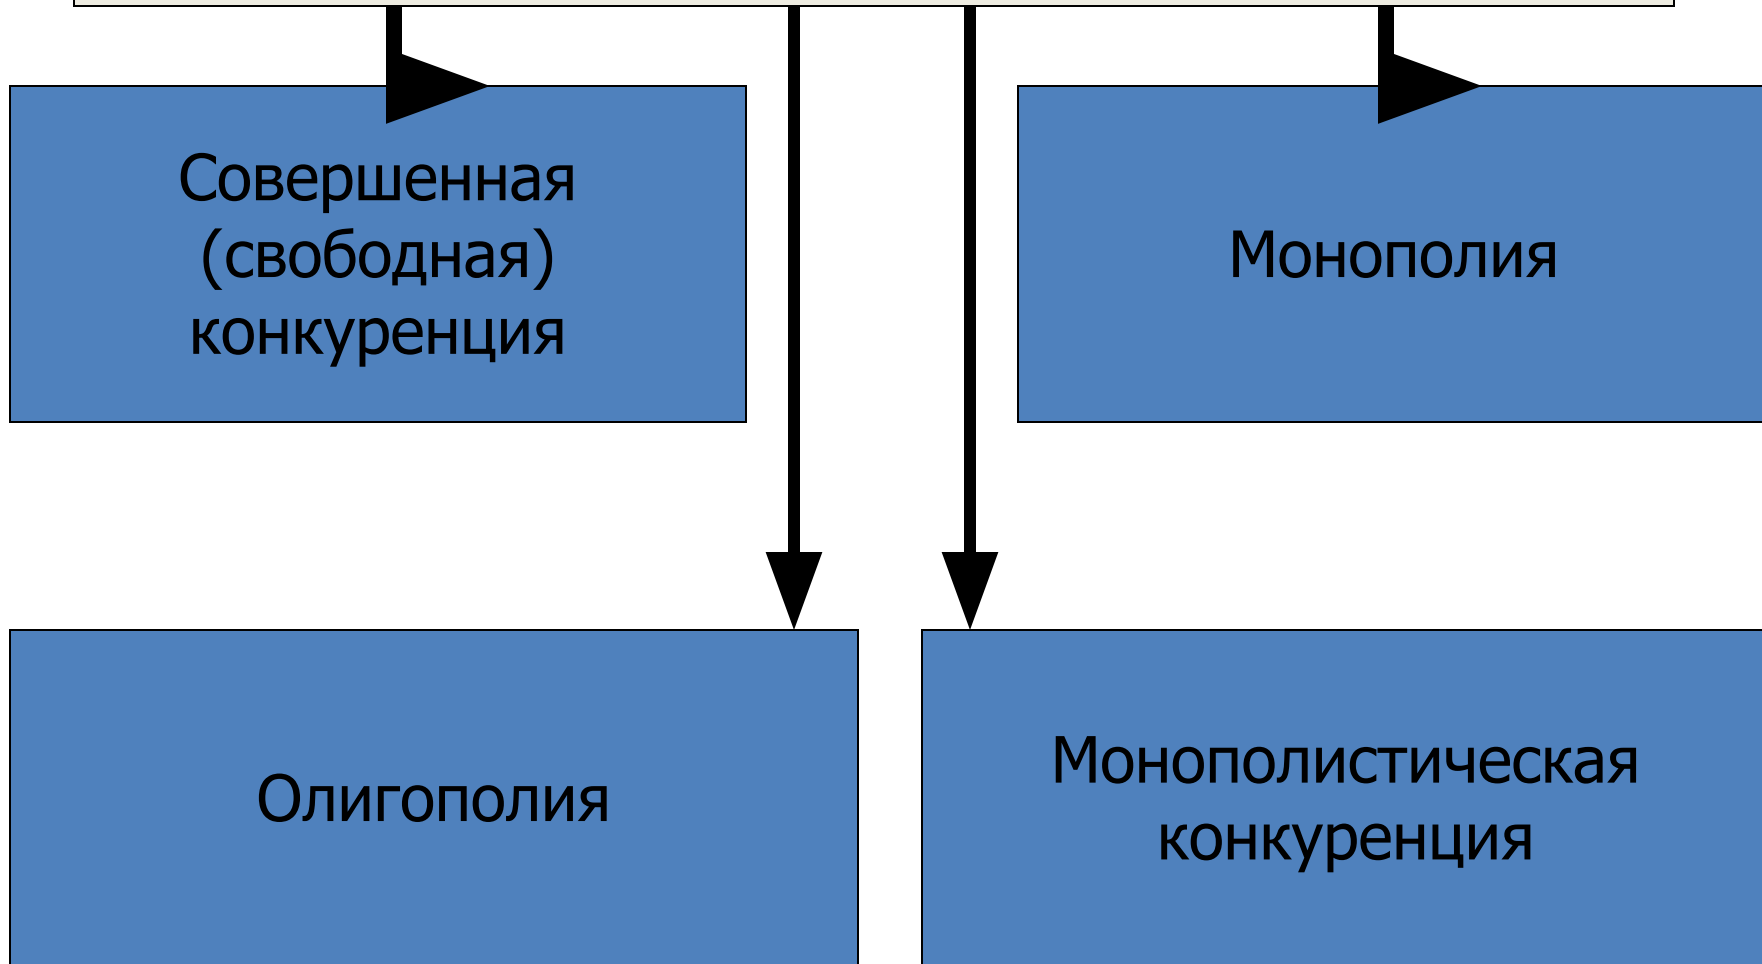 Совершенная
(свободная)
конкуренция
Монополия
Олигополия
Монополистическая
конкуренция